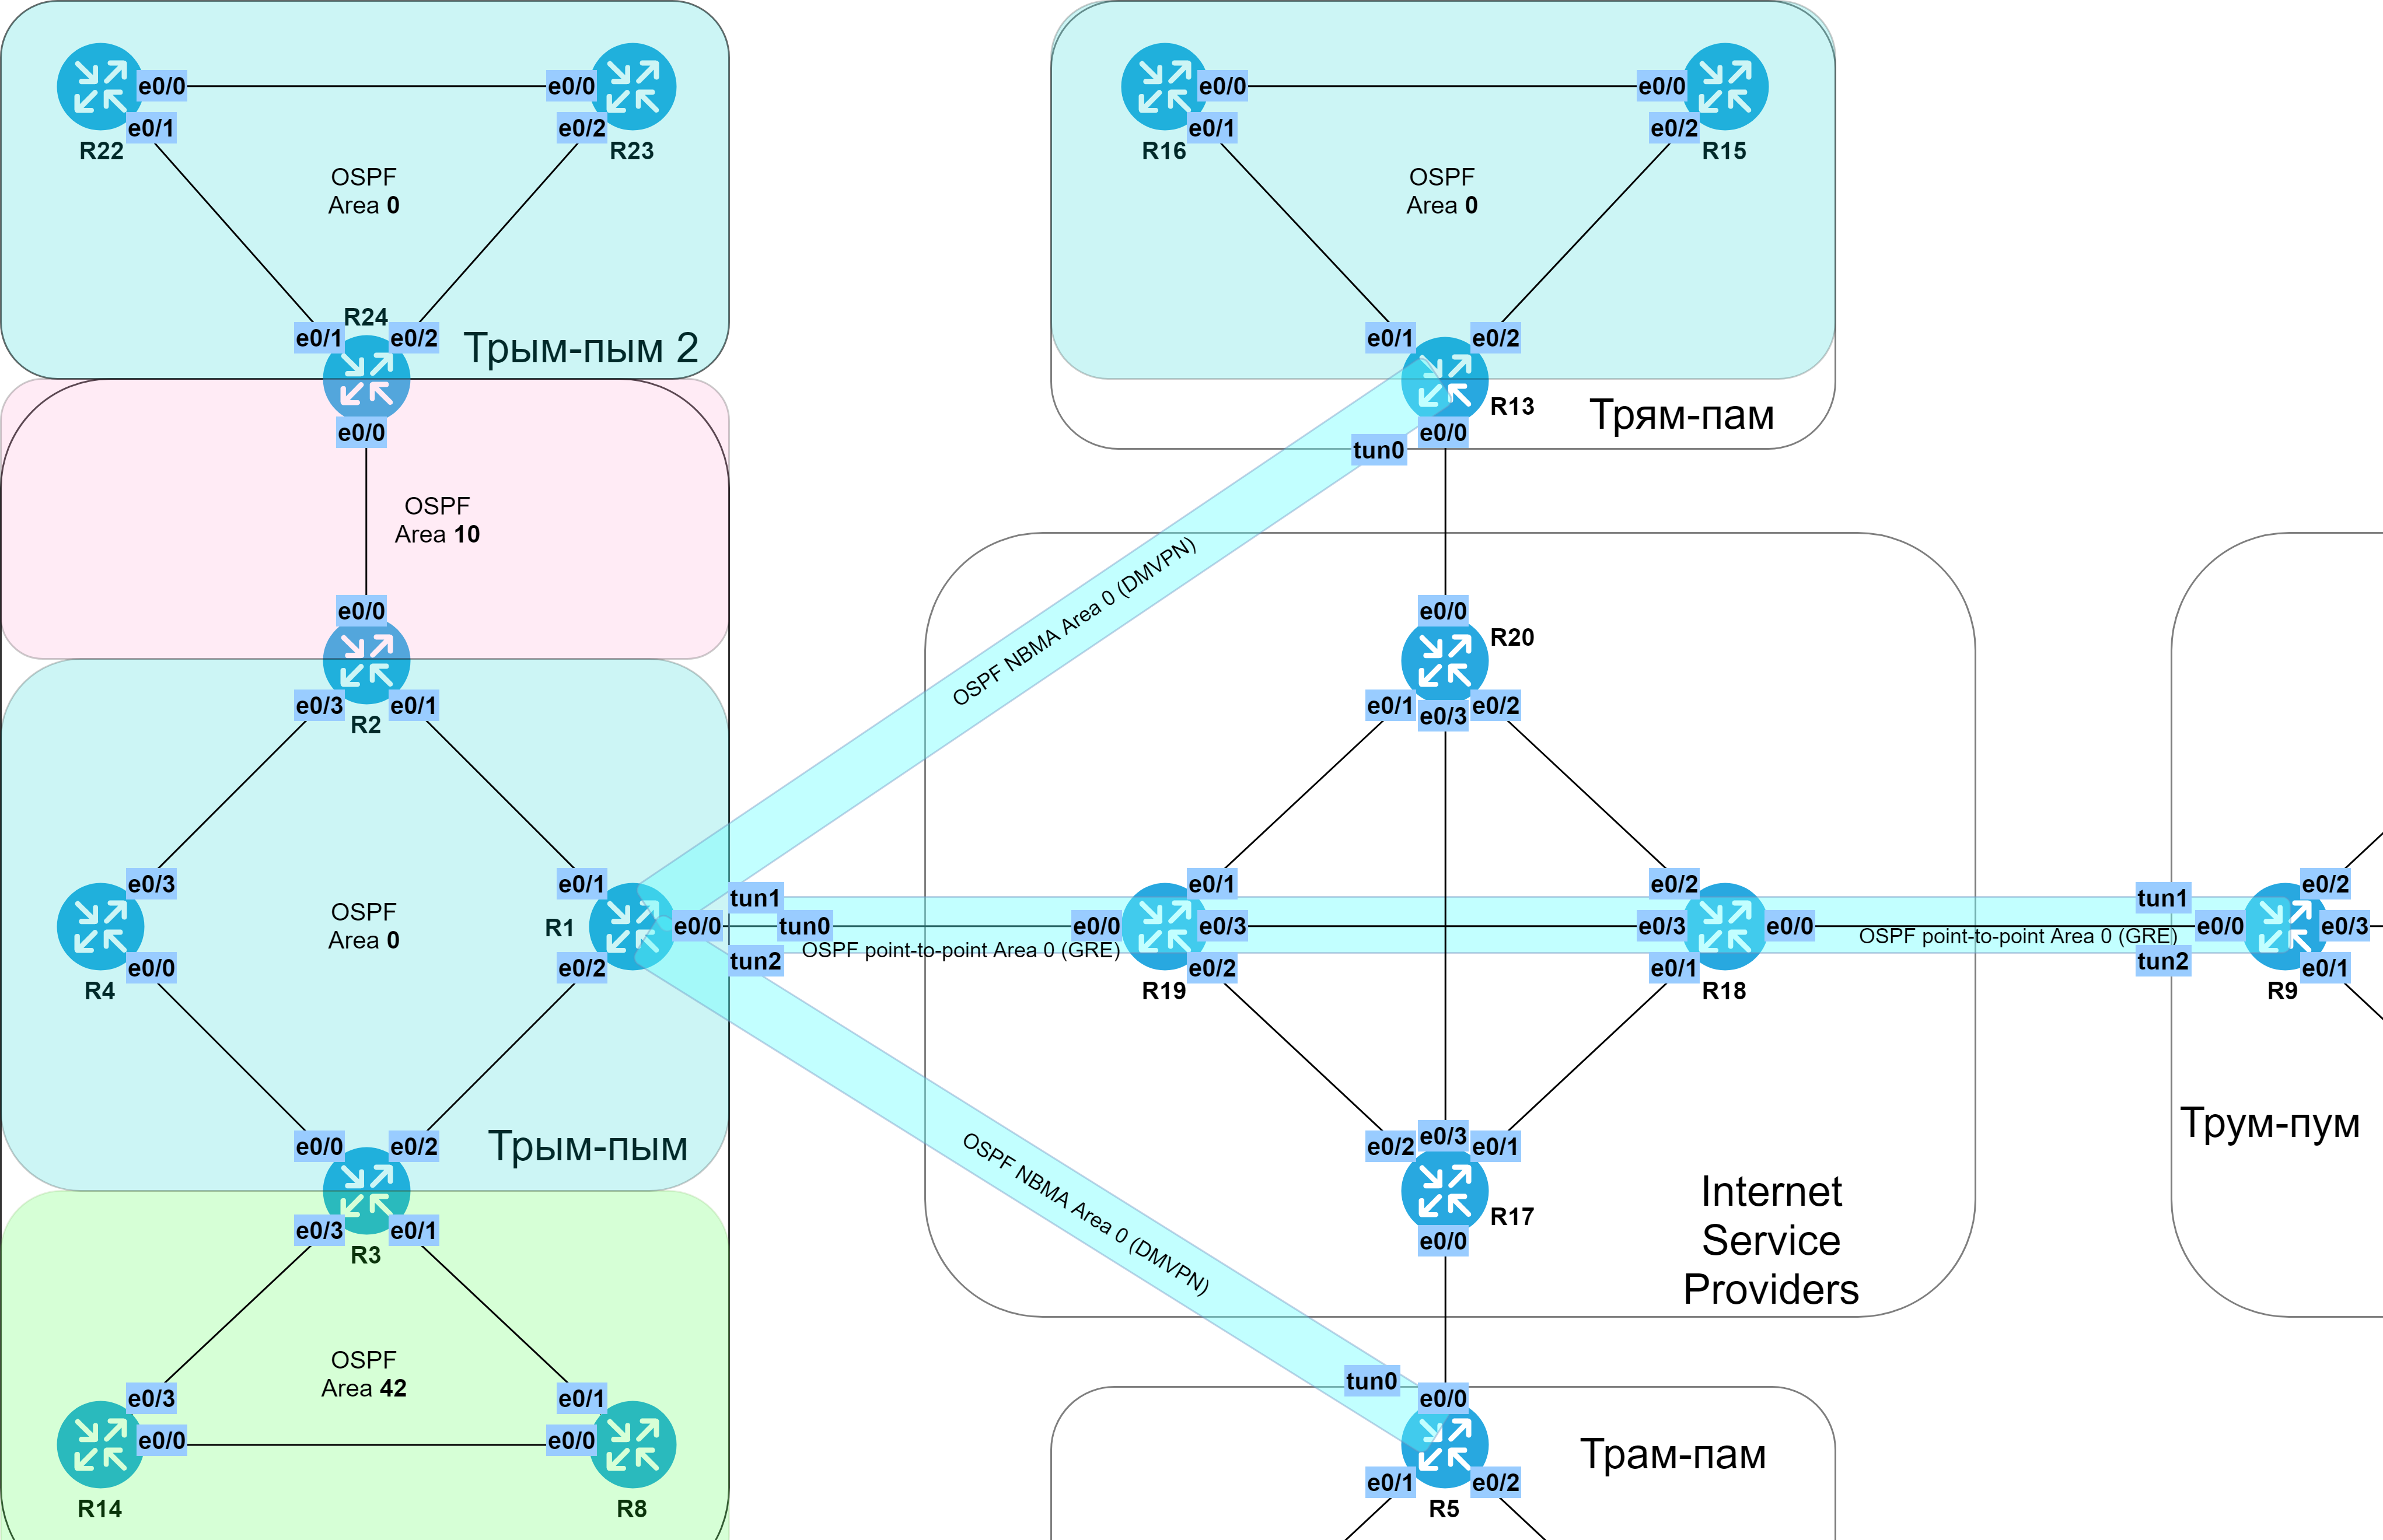 e0/0
e0/0
e0/1
e0/2
R22
R23
OSPF
Area 0
R24
e0/1
e0/2
Трым-пым 2
e0/0
OSPF
Area 10
e0/0
e0/3
e0/1
R2
e0/3
e0/1
OSPF
Area 0
R1
R4
e0/0
e0/2
e0/0
e0/2
Трым-пым
e0/3
e0/1
R3
OSPF
Area 42
e0/3
e0/1
e0/0
e0/0
R14
R8
e0/0
e0/0
e0/1
e0/2
R16
R15
OSPF
Area 0
e0/1
e0/2
R13
Трям-пам
e0/0
tun0
OSPF NBMA Area 0 (DMVPN)
e0/0
R20
e0/1
e0/3
e0/2
tun1
e0/0
tun0
tun2
OSPF point-to-point Area 0 (GRE)
e0/1
e0/0
e0/3
e0/2
R19
e0/2
e0/3
e0/0
e0/1
R18
OSPF point-to-point Area 0 (GRE)
tun1
e0/0
tun2
e0/2
e0/3
e0/1
R9
Трум-пум
e0/2
e0/3
e0/1
R17
e0/0
Internet
Service
Providers
OSPF NBMA Area 0 (DMVPN)
tun0
e0/0
Трам-пам
e0/1
e0/2
R5